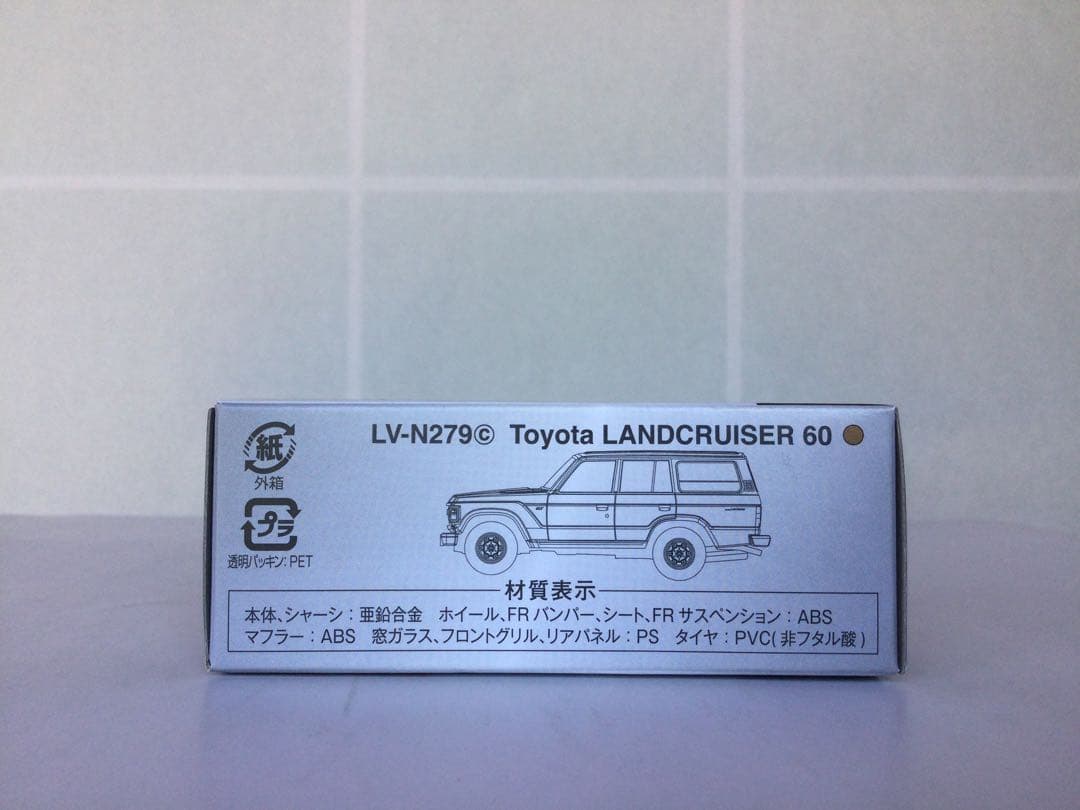 LV-N279© Toyota LANDCRUISER 60
紙
外箱
プラ
透明パッキン:PET
材質表示
本体、シャーシ:亜鉛合金 ホイール、FRバンパー、シート、FRサスペンション:ABS
マフラー:ABS 窓ガラス、フロントグリル、リアパネル:PS タイヤ:PVC(非フタル酸)